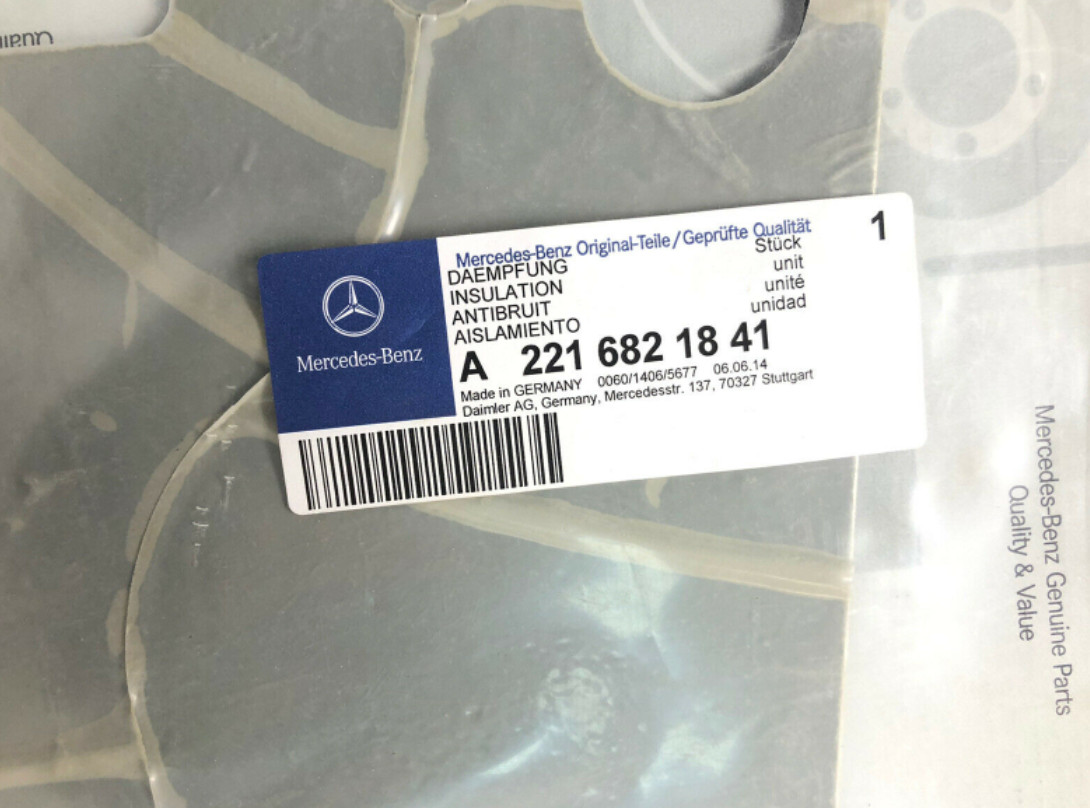 Mercedes-Benz Original-Teile/Geprüfte Qualität
1
DAEMPFUNG Stück
INSULATION unit
ANTIBRUIT unité
AISLAMIENTO unidad
A 221 682 18 41
Made in GERMANY 0060/1406/5677 06.06.14
Daimler AG, Germany, Mercedesstr. 137, 70327 Stuttgart
Mercedes-Benz
Mercedes-Benz Genuine Parts
Quality & Value